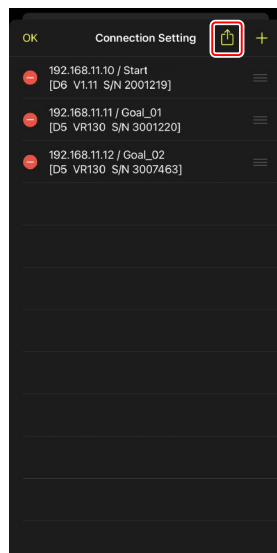 OK Connection Setting +
192.168.11.10 / Start
[D6 V1.11 S/N 2001219]
192.168.11.11 / Goal_01
[D5 VR130 S/N 3001220]
192.168.11.12 / Goal_02
[D5 VR130 S/N 3007463]